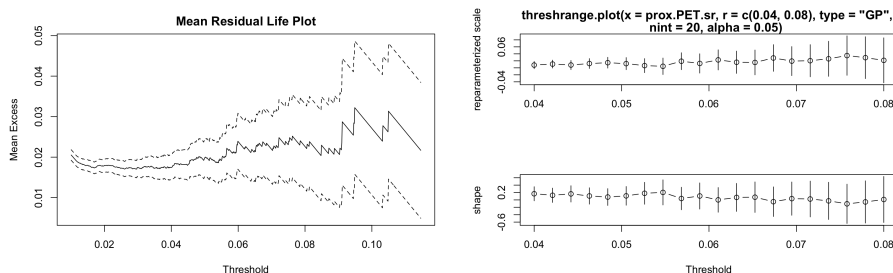 Mean Residual Life Plot
Mean Excess
0.05
0.04
0.03
0.02
0.01
0.02 0.04 0.06 0.08 0.10
Threshold
threshrange.plot(x = prox.PET.sr, r = c(0.04, 0.08), type = "GP",
nint = 20, alpha = 0.05)
reparameterized scale
0.06
-0.04
0.04 0.05 0.06 0.07 0.08
shape
0.2
-0.6
0.04 0.05 0.06 0.07 0.08
Threshold